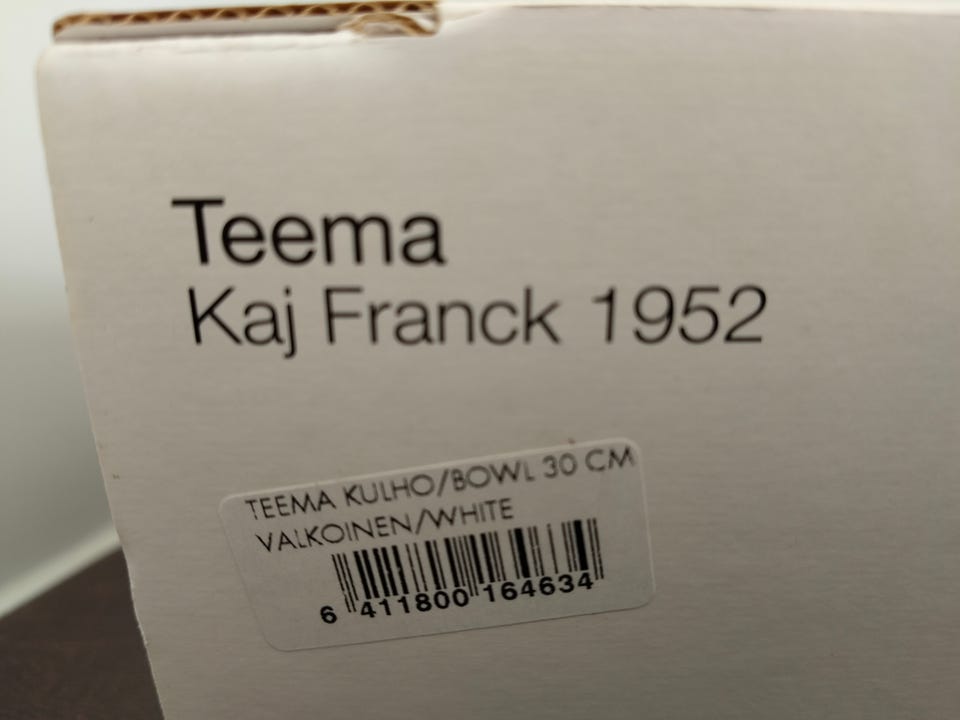 Teema
Kaj Franck 1952
TEEMA KULHO/BOWL 30 CM
VALKOINEN/WHITE
6 411800 164634